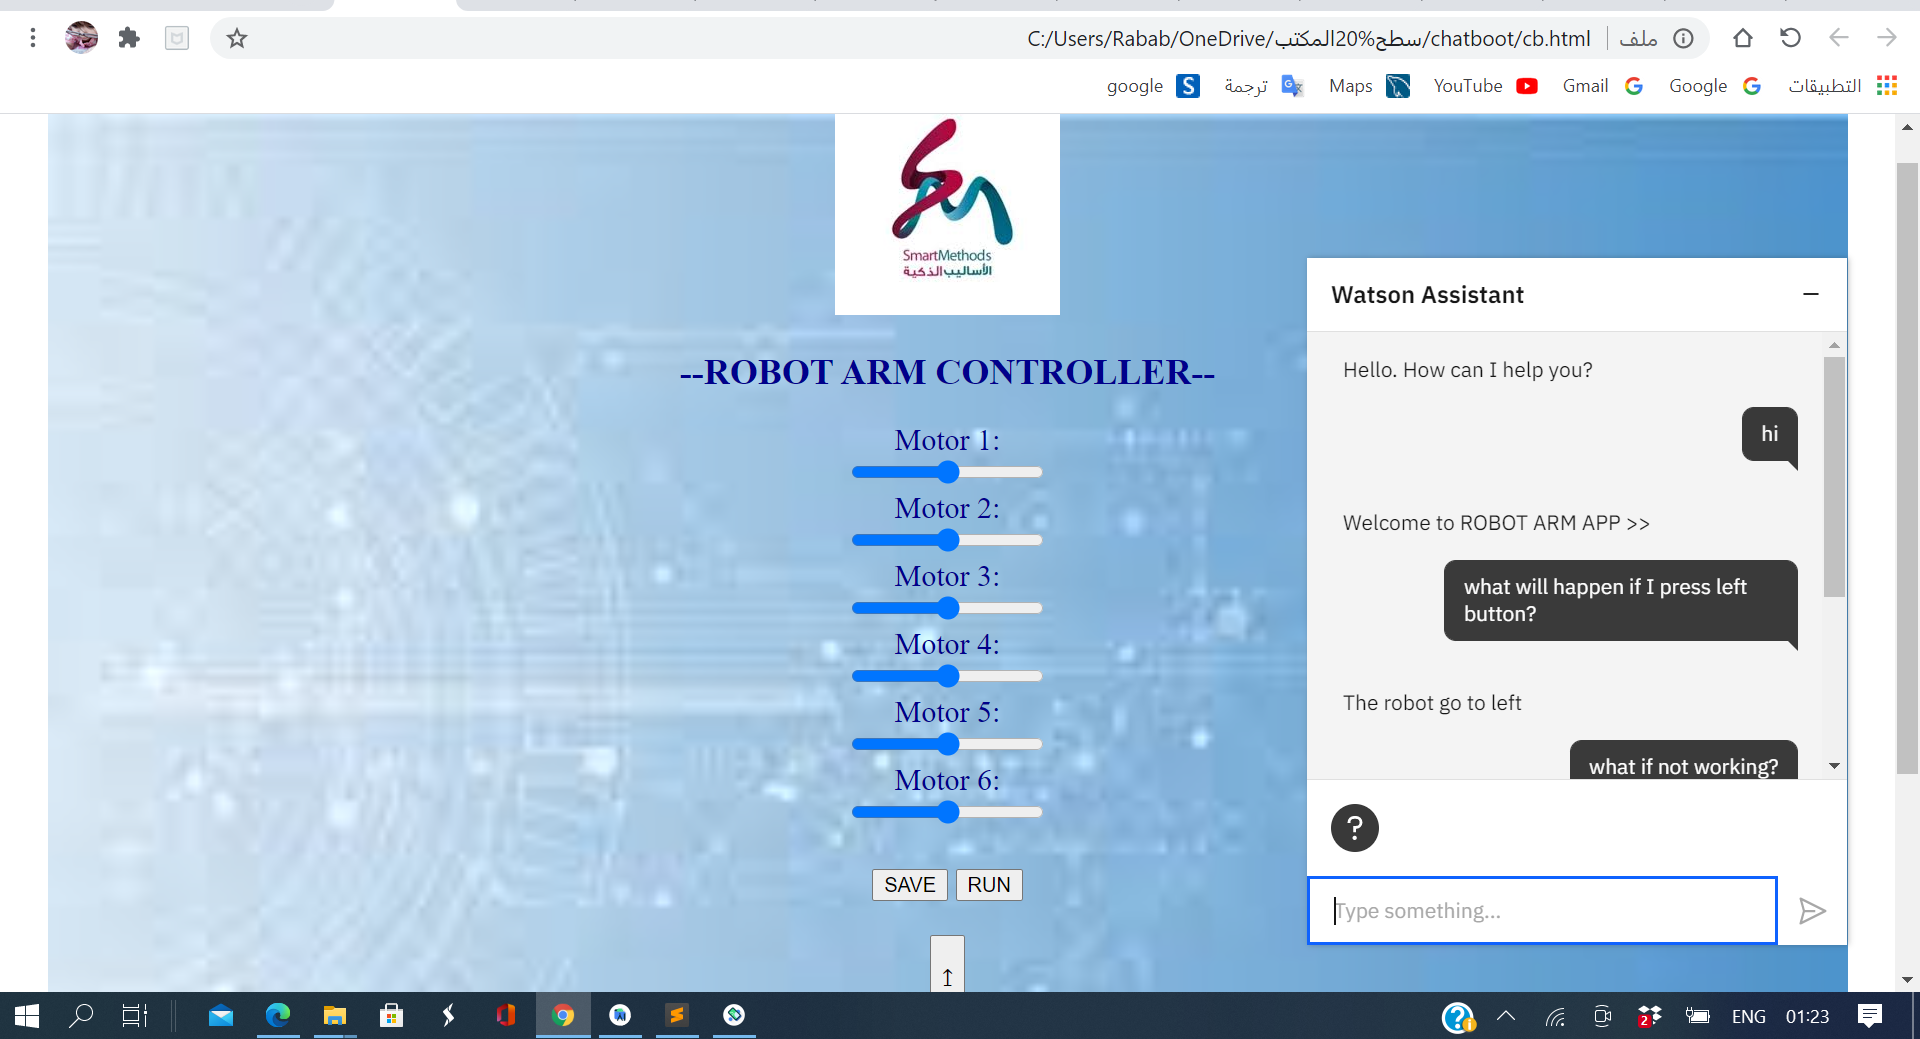 C:/Users/Rabab/OneDrive/سطح%20المكتب/chatboot/cb.html
ملف
google
ترجمة
Maps
YouTube
Gmail
Google
التطبيقات
SmartMethods
الأساليب الذكية
--ROBOT ARM CONTROLLER--
Motor 1:
Motor 2:
Motor 3:
Motor 4:
Motor 5:
Motor 6:
SAVE
RUN
↑
Watson Assistant
Hello. How can I help you?
hi
Welcome to ROBOT ARM APP >>
what will happen if I press left
button?
The robot go to left
what if not working?
?
Type something...
2
ENG
01:23